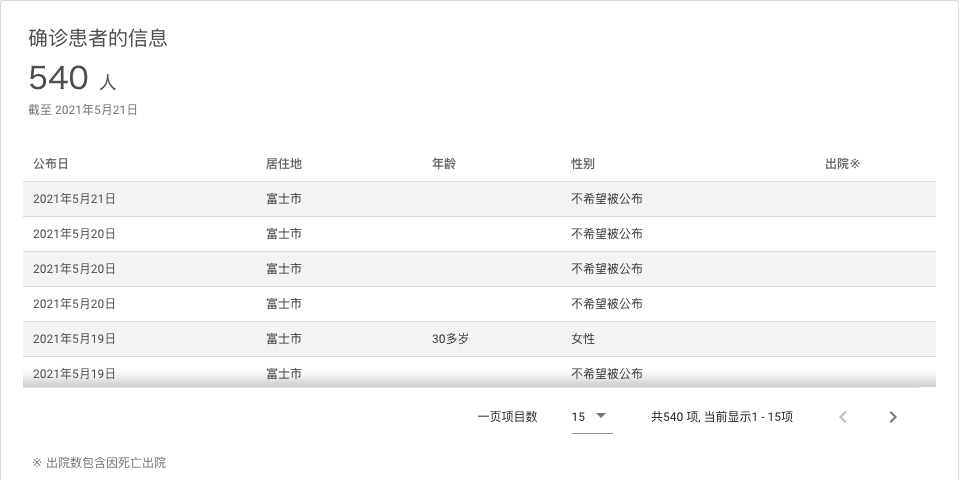 确诊患者的信息
540 人
截至 2021年5月21日
公布日 居住地 年龄 性别 出院※
2021年5月21日 富士市 不希望被公布
2021年5月20日 富士市 不希望被公布
2021年5月20日 富士市 不希望被公布
2021年5月20日 富士市 不希望被公布
2021年5月19日 富士市 30多岁 女性
2021年5月19日 富士市 不希望被公布
一页项目数 15 共540 项, 当前显示1 - 15项
※ 出院数包含因死亡出院